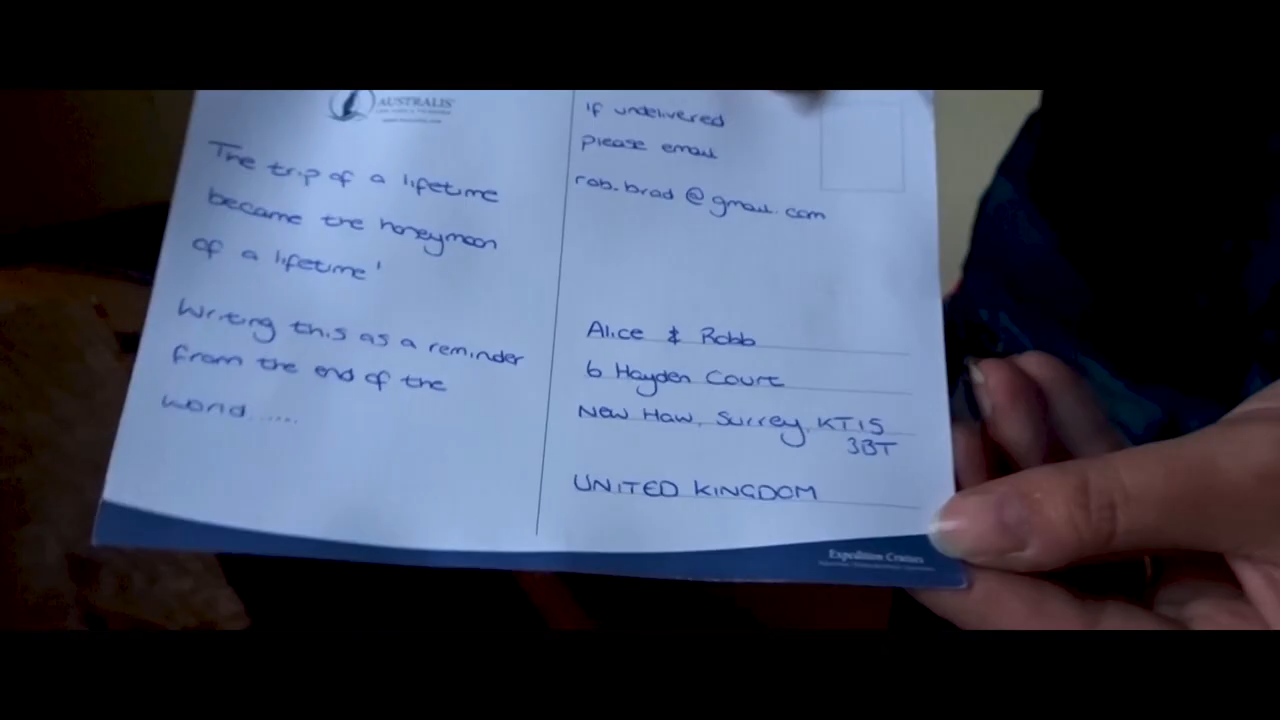 AUSTRALIS
The trip of a lifetime
became the honeymoon
of a lifetime!
Writing this as a reminder
from the end of the
world......
If undelivered
please email
rob.brad@gmail.com
Alice & Robb
6 Hayden Court
New Haw, Surrey, KT15
3BT
UNITED KINGDOM
Expedition Cruises